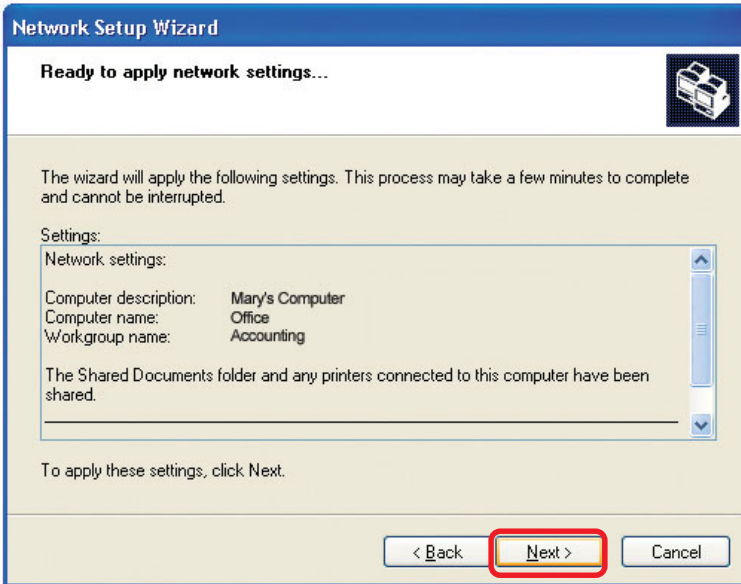 Network Setup Wizard
Ready to apply network settings...
The wizard will apply the following settings. This process may take a few minutes to complete
and cannot be interrupted.
Settings:
Network settings:
Computer description: Mary's Computer
Computer name: Office
Workgroup name: Accounting
The Shared Documents folder and any printers connected to this computer have been
shared.
To apply these settings, click Next.
< Back Next > Cancel